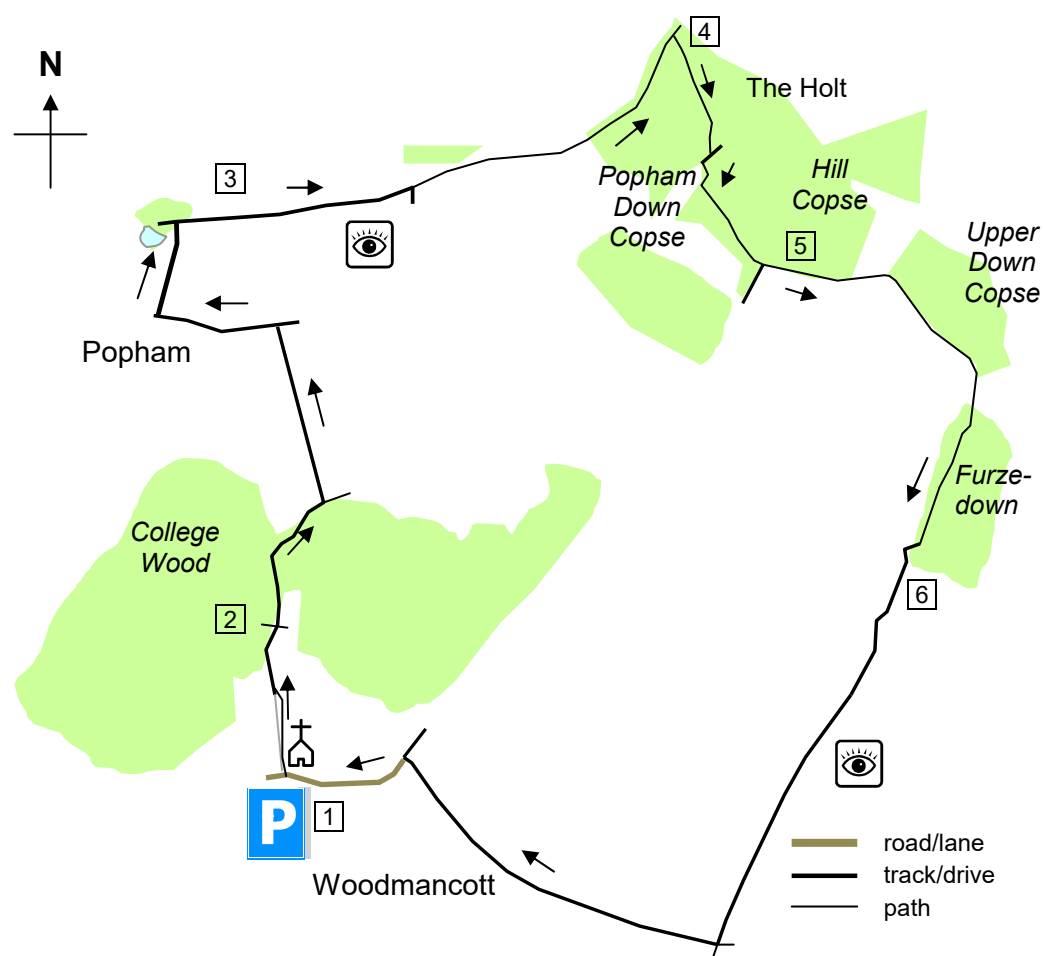 N
4
The Holt
3
Popham
Down
Copse
Hill
Copse
5
Upper
Down
Copse
Popham
College
Wood
Furze-
down
2
6
P
1
Woodmancott
road/lane
track/drive
path